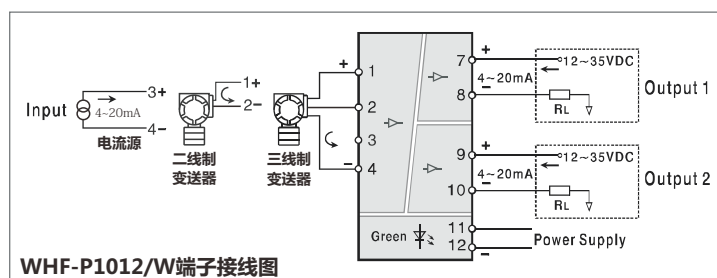 Input
4~20mA
3+
4-
电流源
1+
2-
二线制
变送器
三线制
变送器
+
1
2
3
4
−
7
+
4~20mA
8
−
12~35VDC
RL
Output 1
9
+
4~20mA
10
−
12~35VDC
RL
Output 2
Green
11
+
12
−
Power Supply
WHF-P1012/W端子接线图